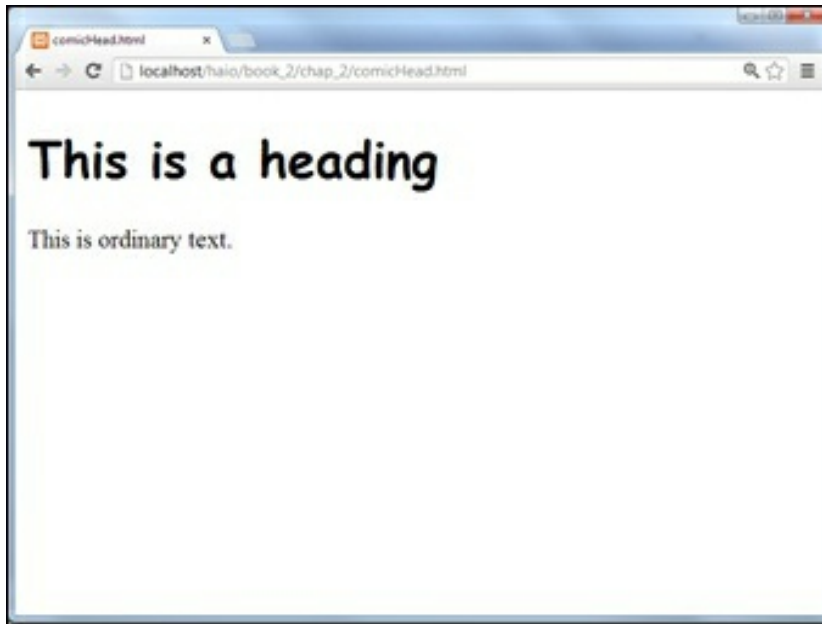 comicHead.html
localhost/haio/book_2/chap_2/comicHead.html
This is a heading
This is ordinary text.